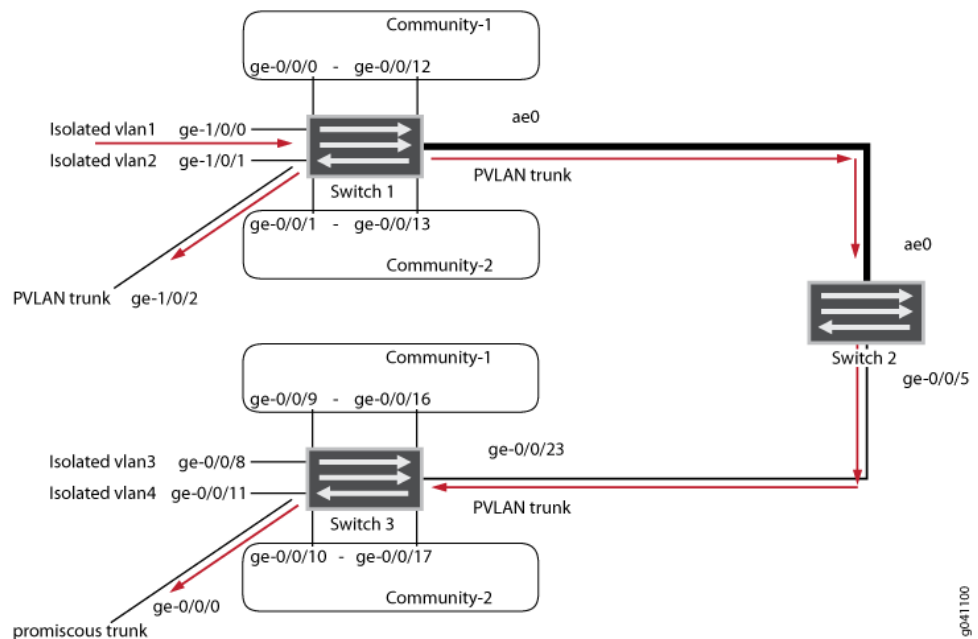 Community-1
ge-0/0/0 - ge-0/0/12
ae0
Isolated vlan1 ge-1/0/0
Isolated vlan2 ge-1/0/1
PVLAN trunk
Switch 1
ge-0/0/1 - ge-0/0/13
ae0
Community-2
PVLAN trunk ge-1/0/2
Community-1
Switch 2
ge-0/0/5
ge-0/0/9 - ge-0/0/16
ge-0/0/23
Isolated vlan3 ge-0/0/8
Isolated vlan4 ge-0/0/11
PVLAN trunk
Switch 3
ge-0/0/10 - ge-0/0/17
Community-2
ge-0/0/0
promiscous trunk
g041100